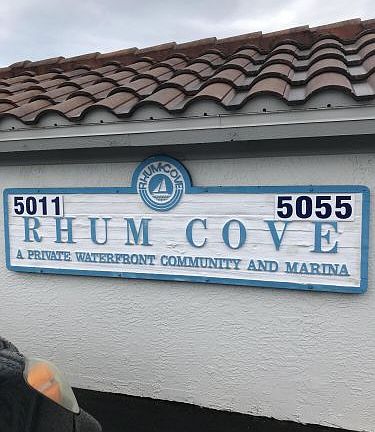 RHUM COVE
5011 5055
RHUM COVE
A PRIVATE WATERFRONT COMMUNITY AND MARINA